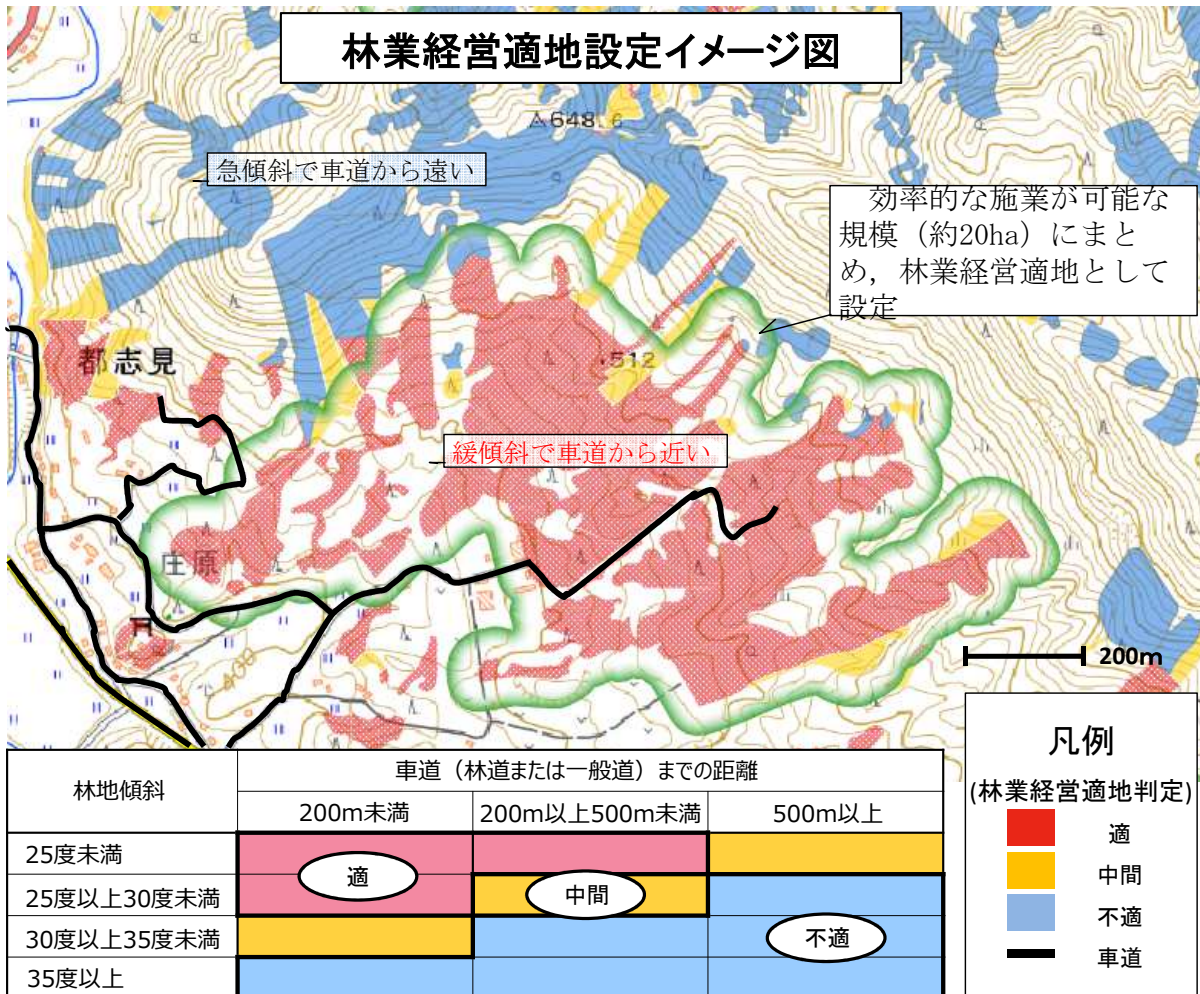 林業経営適地設定イメージ図
648.6
急傾斜で車道から遠い
効率的な施業が可能な
規模（約20ha）にまと
め，林業経営適地として
設定
都志見
512
緩傾斜で車道から近い
庄原
400
200m
林地傾斜
車道（林道または一般道）までの距離
200m未満
200m以上500m未満
500m以上
25度未満
25度以上30度未満
30度以上35度未満
35度以上
適
中間
不適
凡例
(林業経営適地判定)
適
中間
不適
車道